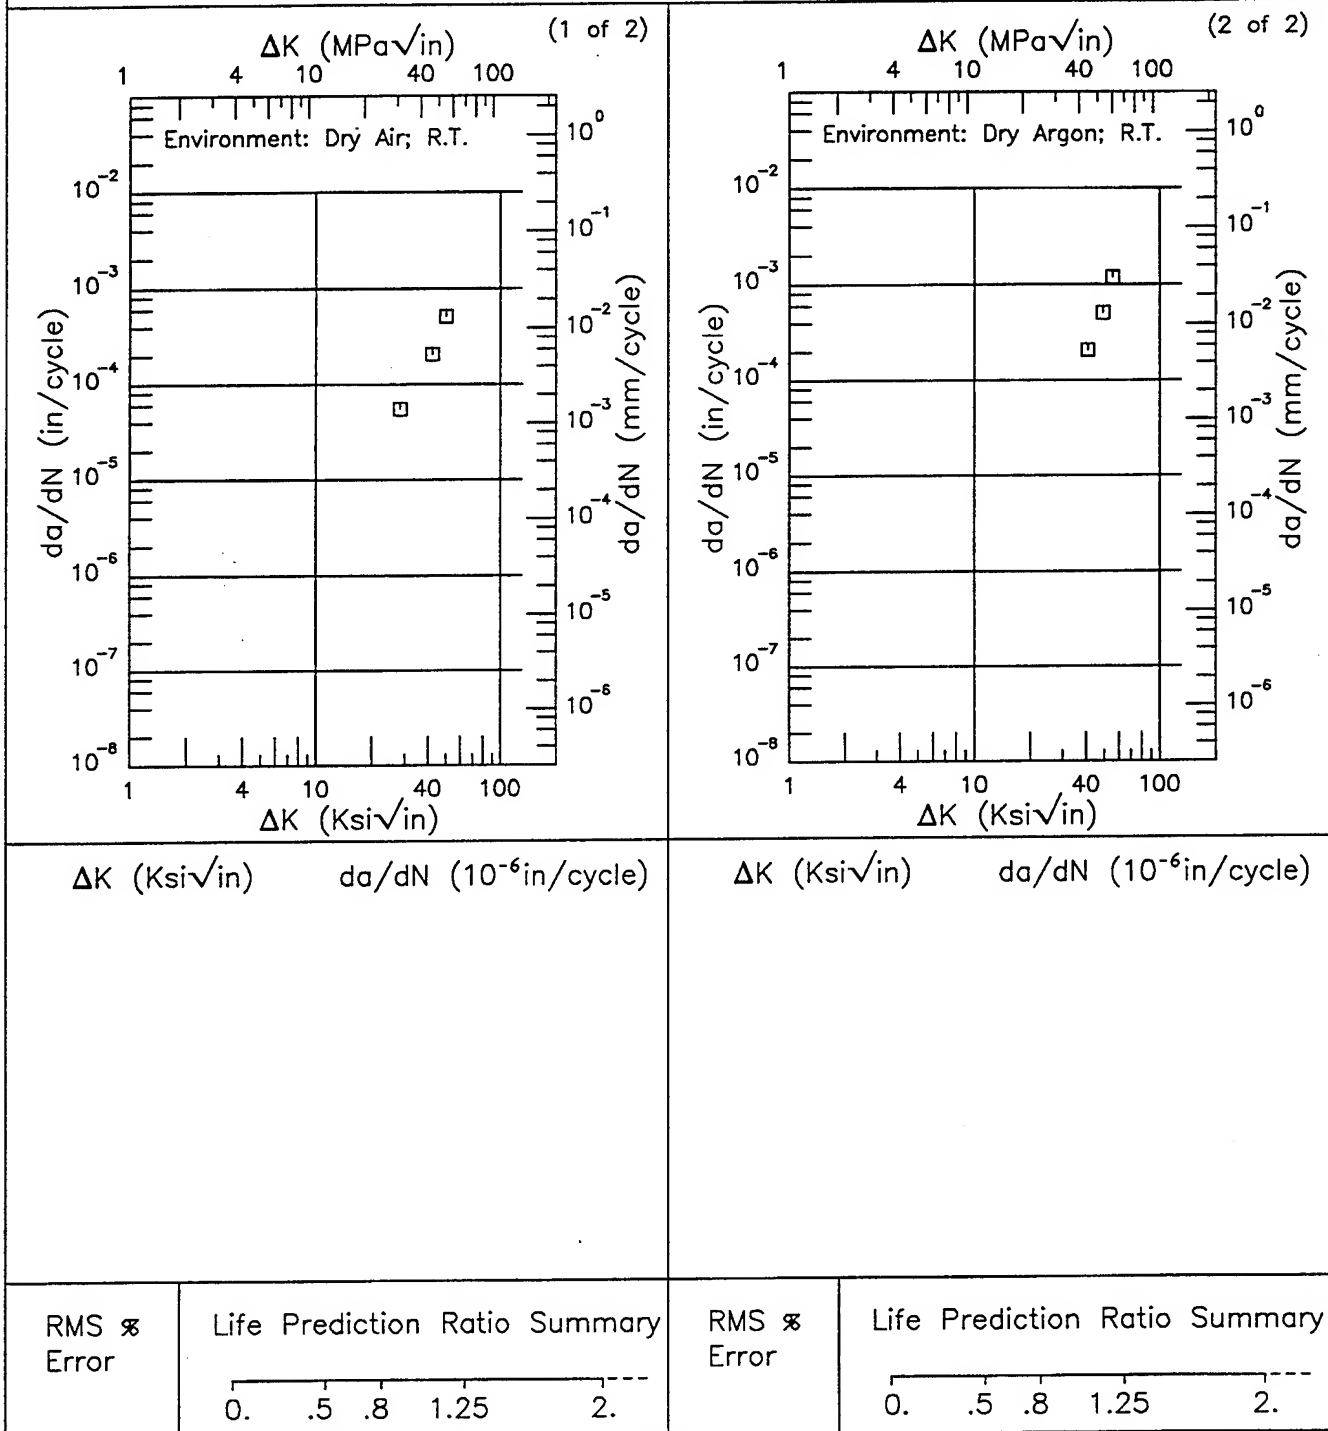 (1 of 2)
ΔK (MPa√in)
1 4 10 40 100
Environment: Dry Air; R.T.
10⁰
10⁻²
10⁻¹
10⁻³
10⁻²
10⁻⁴
10⁻³
10⁻⁵
10⁻⁴
10⁻⁶
10⁻⁵
10⁻⁷
10⁻⁶
10⁻⁸
da/dN (in/cycle)
da/dN (mm/cycle)
1 4 10 40 100
ΔK (Ksi√in)
ΔK (Ksi√in) da/dN (10⁻⁶in/cycle)
RMS %
Error
Life Prediction Ratio Summary
0. .5 .8 1.25 2.
(2 of 2)
ΔK (MPa√in)
1 4 10 40 100
Environment: Dry Argon; R.T.
10⁰
10⁻²
10⁻¹
10⁻³
10⁻²
10⁻⁴
10⁻³
10⁻⁵
10⁻⁴
10⁻⁶
10⁻⁵
10⁻⁷
10⁻⁶
10⁻⁸
da/dN (in/cycle)
da/dN (mm/cycle)
1 4 10 40 100
ΔK (Ksi√in)
ΔK (Ksi√in) da/dN (10⁻⁶in/cycle)
RMS %
Error
Life Prediction Ratio Summary
0. .5 .8 1.25 2.